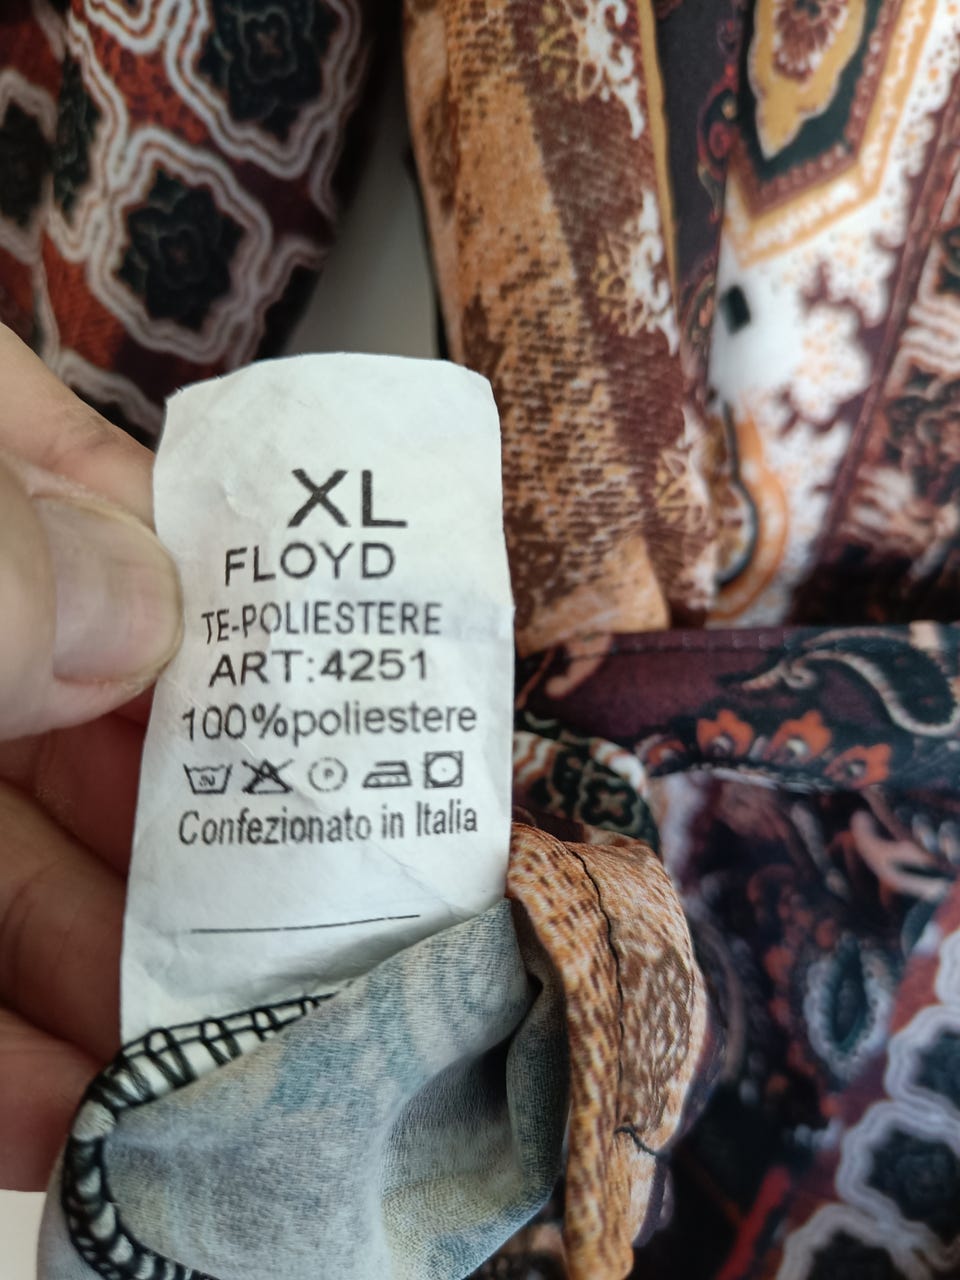 XL
FLOYD
TE-POLIESTERE
ART:4251
100%poliestere
P
Confezionato in Italia